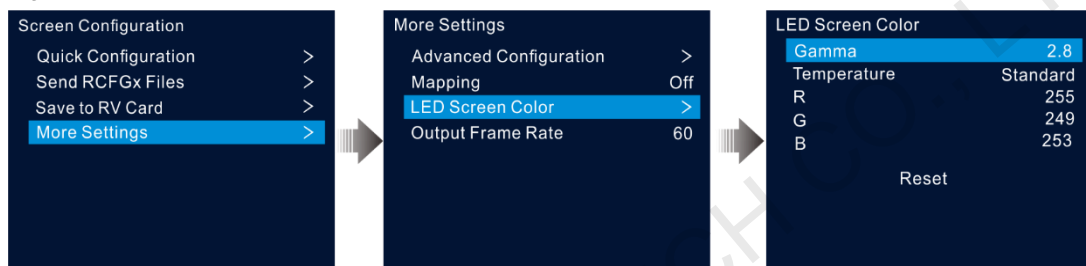 Screen Configuration
Quick Configuration >
Send RCFGx Files >
Save to RV Card >
More Settings >
More Settings
Advanced Configuration >
Mapping Off
LED Screen Color >
Output Frame Rate 60
LED Screen Color
Gamma 2.8
Temperature Standard
R 255
G 249
B 253
Reset